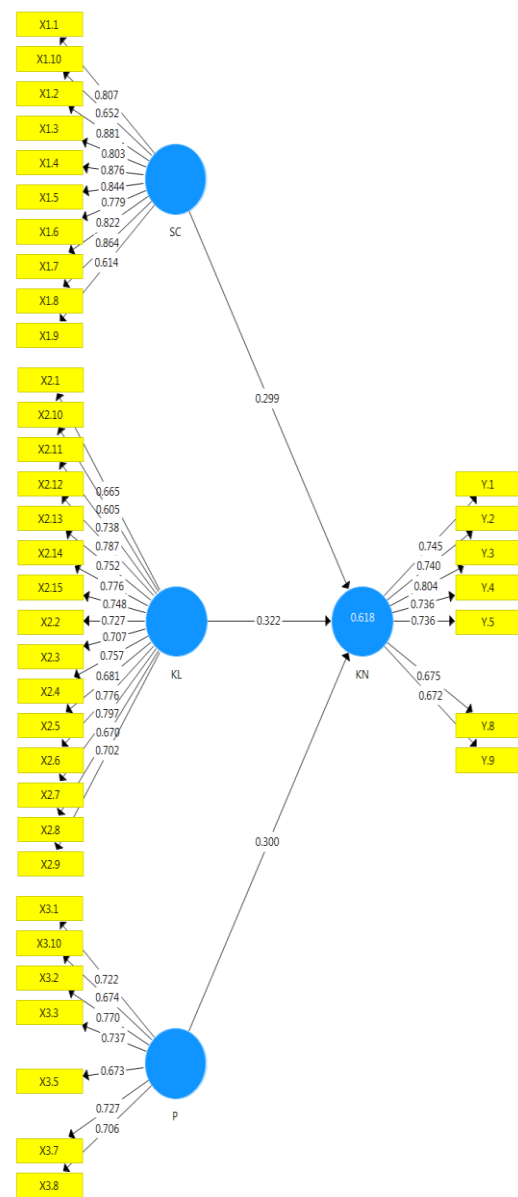 X1.1
X1.10
X1.2
X1.3
X1.4
X1.5
X1.6
X1.7
X1.8
X1.9
0.807
0.652
0.881
0.803
0.876
0.844
0.779
0.822
0.864
0.614
SC
0.299
X2.1
X2.10
X2.11
X2.12
X2.13
X2.14
X2.15
X2.2
X2.3
X2.4
X2.5
X2.6
X2.7
X2.8
X2.9
0.665
0.605
0.738
0.787
0.752
0.776
0.748
0.727
0.707
0.757
0.681
0.776
0.797
0.670
0.702
KL
0.322
0.618
KN
0.745
0.740
0.804
0.736
0.736
0.675
0.672
Y.1
Y.2
Y.3
Y.4
Y.5
Y.8
Y.9
0.300
X3.1
X3.10
X3.2
X3.3
X3.5
X3.7
X3.8
0.722
0.674
0.770
0.737
0.673
0.727
0.706
P